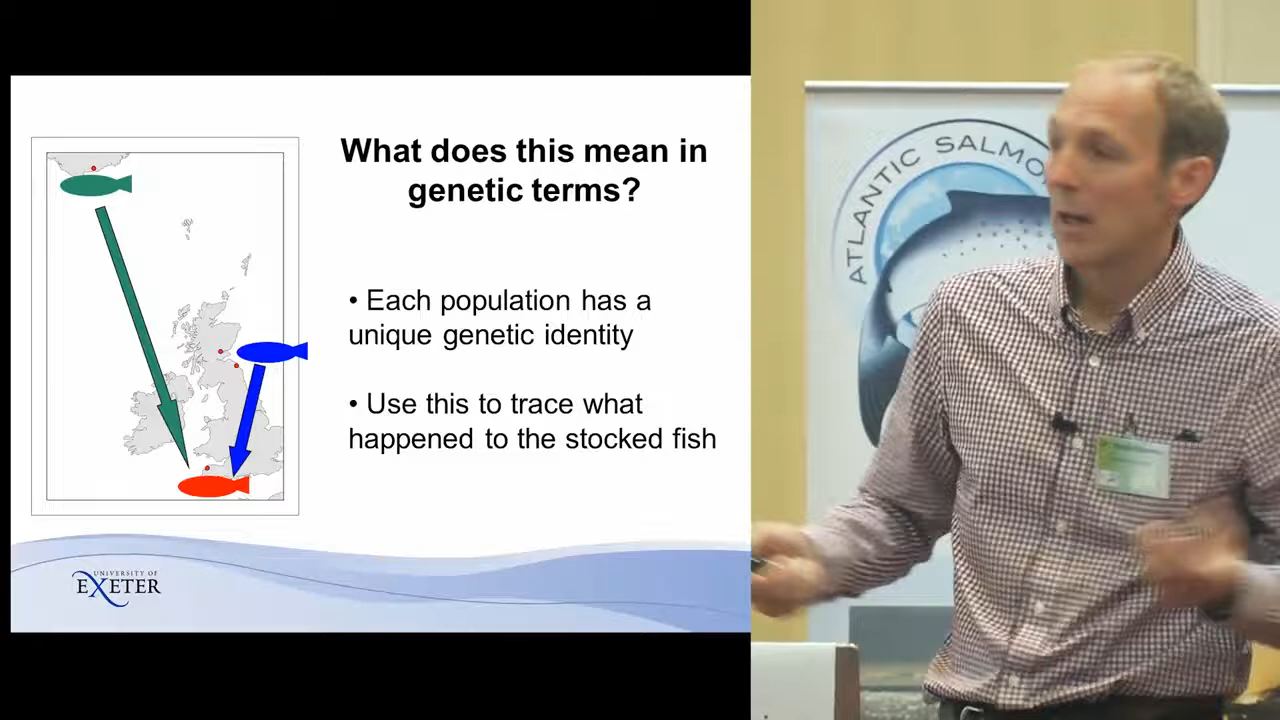 What does this mean in
genetic terms?
• Each population has a
unique genetic identity
• Use this to trace what
happened to the stocked fish
UNIVERSITY OF
EXETER
ATLANTIC SALMO